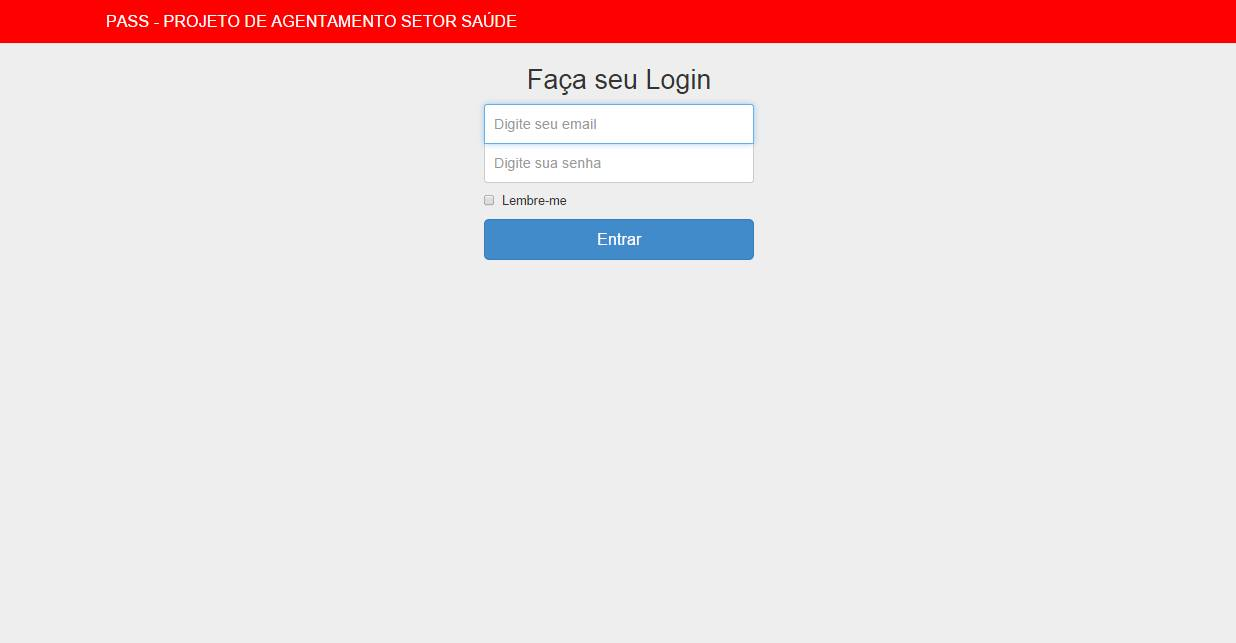 PASS - PROJETO DE AGENTAMENTO SETOR SAÚDE
Faça seu Login
Digite seu email
Digite sua senha
Lembre-me
Entrar